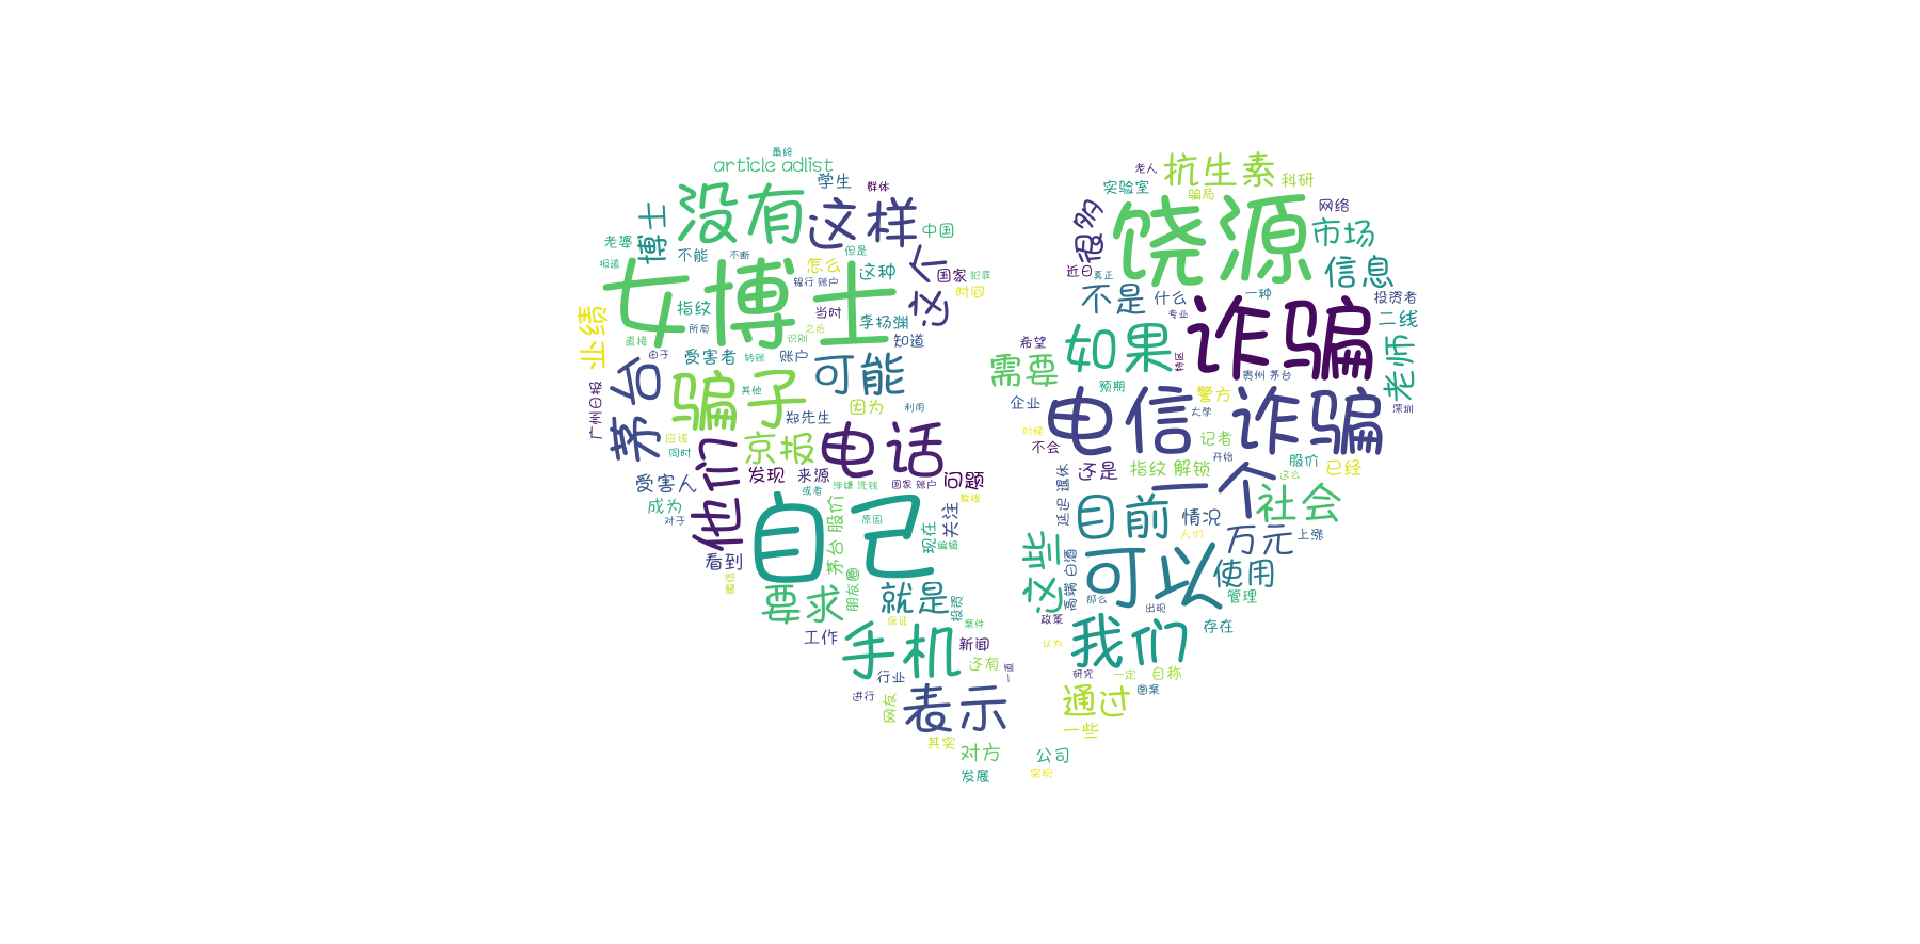 最终
article adlist
学生
群体
没有
这样
博士
中国
老婆
不能
不断
但是
个
报道
怎么
这种
国家
犯罪
女博士
银行 账户
时间
这
指纹
当时
李扬渊
业绩
所有
之后
直接
识别
知道
由于
受害者
转账
账户
可能
茅台
骗子
其他
广州日报
郑先生
因为
利用
应该
同时
京报
电话
他们
发现
来源
问题
受害人
或者
涉嫌 洗钱
国家 账户
成为
对于
自己
茅台 股价
原因
现在
关注
编辑
看到
微信
要求
朋友圈
就是
投资
保证
案件
工作
手机
新闻
还有
行业
一直
进行
网友
表示
其实
对方
发展
老人
抗生素
科研
实验室
骗局
很多
网络
饶源
市场
近日
真正
信息
不是
什么
一种
投资者
专业
诈骗
二线
希望
如果
老师
需要
贵州 茅台
预期
警方
企业
大学
深圳
电信 诈骗
时候
不会
记者
开始
还是
指纹 解锁
股价
已经
这么
延迟 退休
一个
社会
目前
情况
人们
万元
上涨
这些
高端 白酒
可以
使用
那么
出现
管理
政策
我们
存在
认为
研究
一定
自称
通过
图案
一些
公司
实现